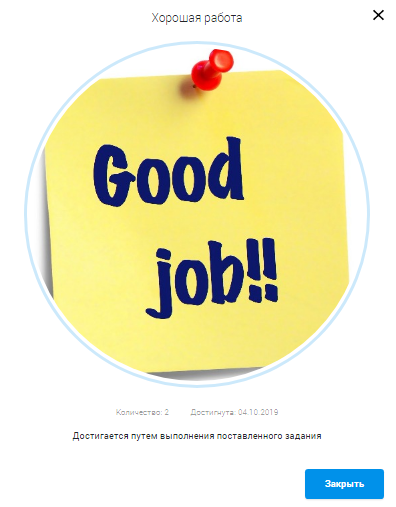 Хорошая работа
Good
job!!
Количество: 2 Достигнута: 04.10.2019
Достигается путем выполнения поставленного задания
Закрыть